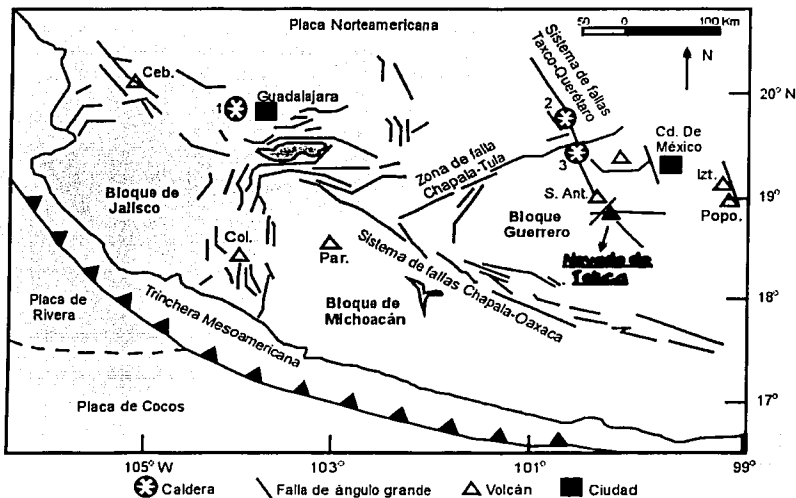 Placa Norteamericana
50 0 100 Km
N
Ceb.
Sistema de fallas
Taxco-Querétaro
20° N
1
Guadalajara
2
Cd. De
México
3
Zona de falla
Chapala-Tula
Izt.
Bloque de
Jalisco
S. Ant.
19°
Popo.
Bloque
Guerrero
Col.
Par.
Nevado de
Toluca
Sistema de fallas Chapala-Oaxaca
Placa de
Rivera
Trinchera Mesoamericana
Bloque de
Michoacán
18°
Placa de Cocos
17°
105°W 103°W 101°W 99°
Caldera Falla de ángulo grande Volcán Ciudad